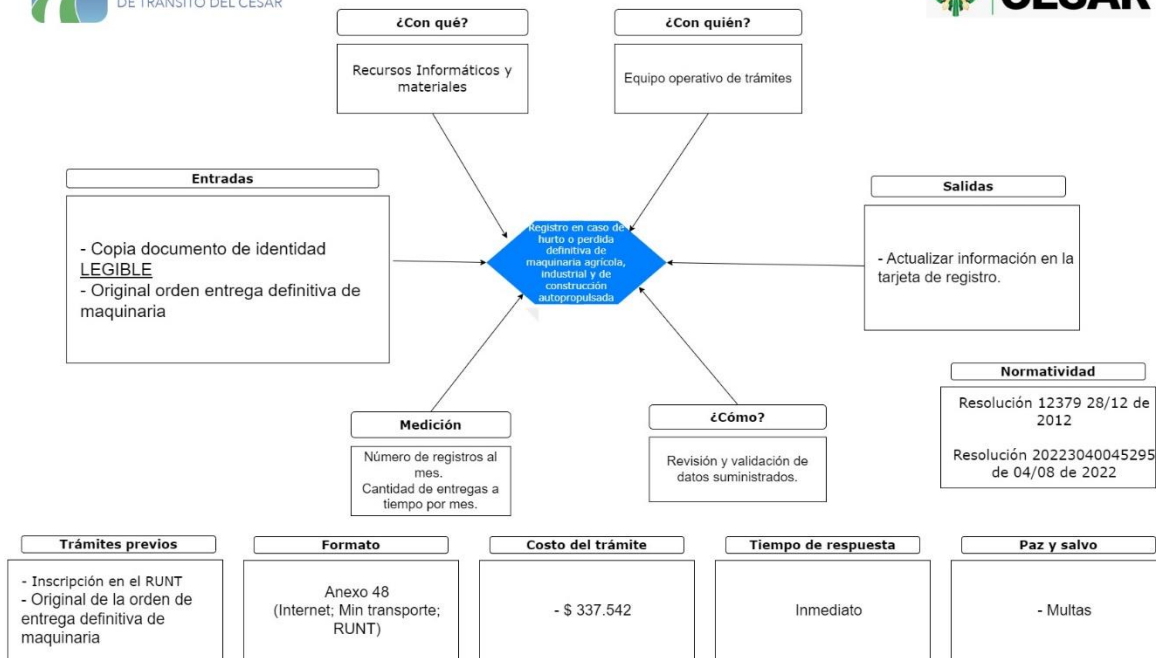 DE TRÁNSITO DEL CESAR
CESAR
¿Con qué?
Recursos Informáticos y
materiales
¿Con quién?
Equipo operativo de trámites
Entradas
- Copia documento de identidad
LEGIBLE
- Original orden entrega definitiva de
maquinaria
Registro en caso de
hurto o perdida
definitiva de
maquinaria agrícola,
industrial y de
construcción
autopropulsada
Salidas
- Actualizar información en la
tarjeta de registro.
Medición
Número de registros al
mes.
Cantidad de entregas a
tiempo por mes.
¿Cómo?
Revisión y validación de
datos suministrados.
Normatividad
Resolución 12379 28/12 de
2012
Resolución 20223040045295
de 04/08 de 2022
Trámites previos
- Inscripción en el RUNT
- Original de la orden de
entrega definitiva de
maquinaria
Formato
Anexo 48
(Internet; Min transporte;
RUNT)
Costo del trámite
- $ 337.542
Tiempo de respuesta
Inmediato
Paz y salvo
- Multas